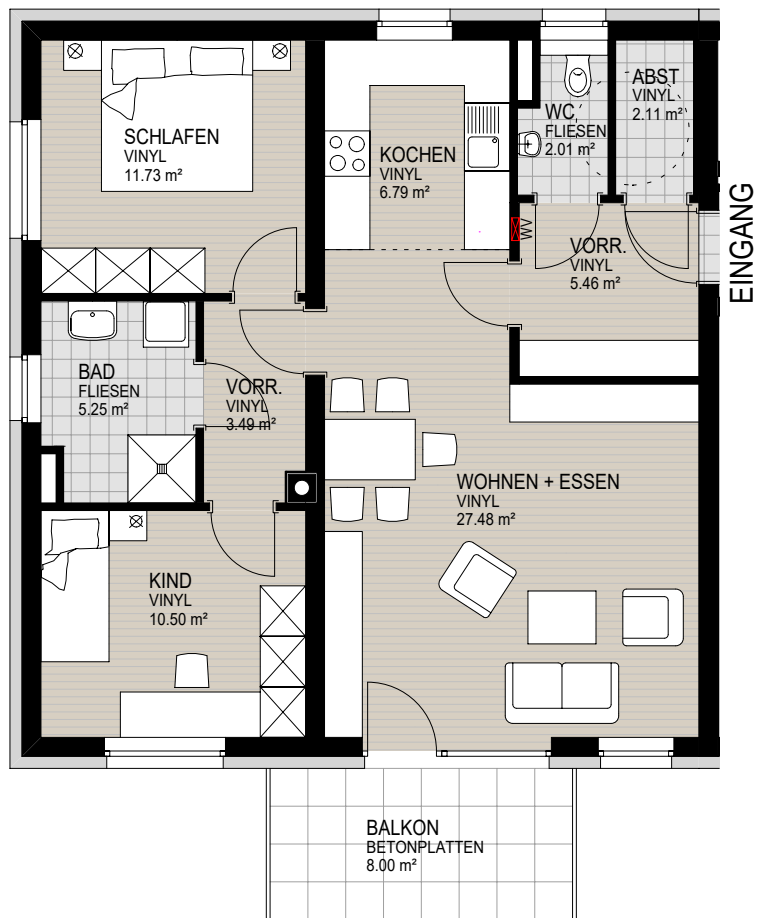 SCHLAFEN
VINYL
11.73 m²
KOCHEN
VINYL
6.79 m²
WC
FLIESEN
2.01 m²
ABST
VINYL
2.11 m²
EINGANG
WV
VORR.
VINYL
5.46 m²
BAD
FLIESEN
5.25 m²
VORR.
VINYL
3.49 m²
WOHNEN + ESSEN
VINYL
27.48 m²
KIND
VINYL
10.50 m²
BALKON
BETONPLATTEN
8.00 m²